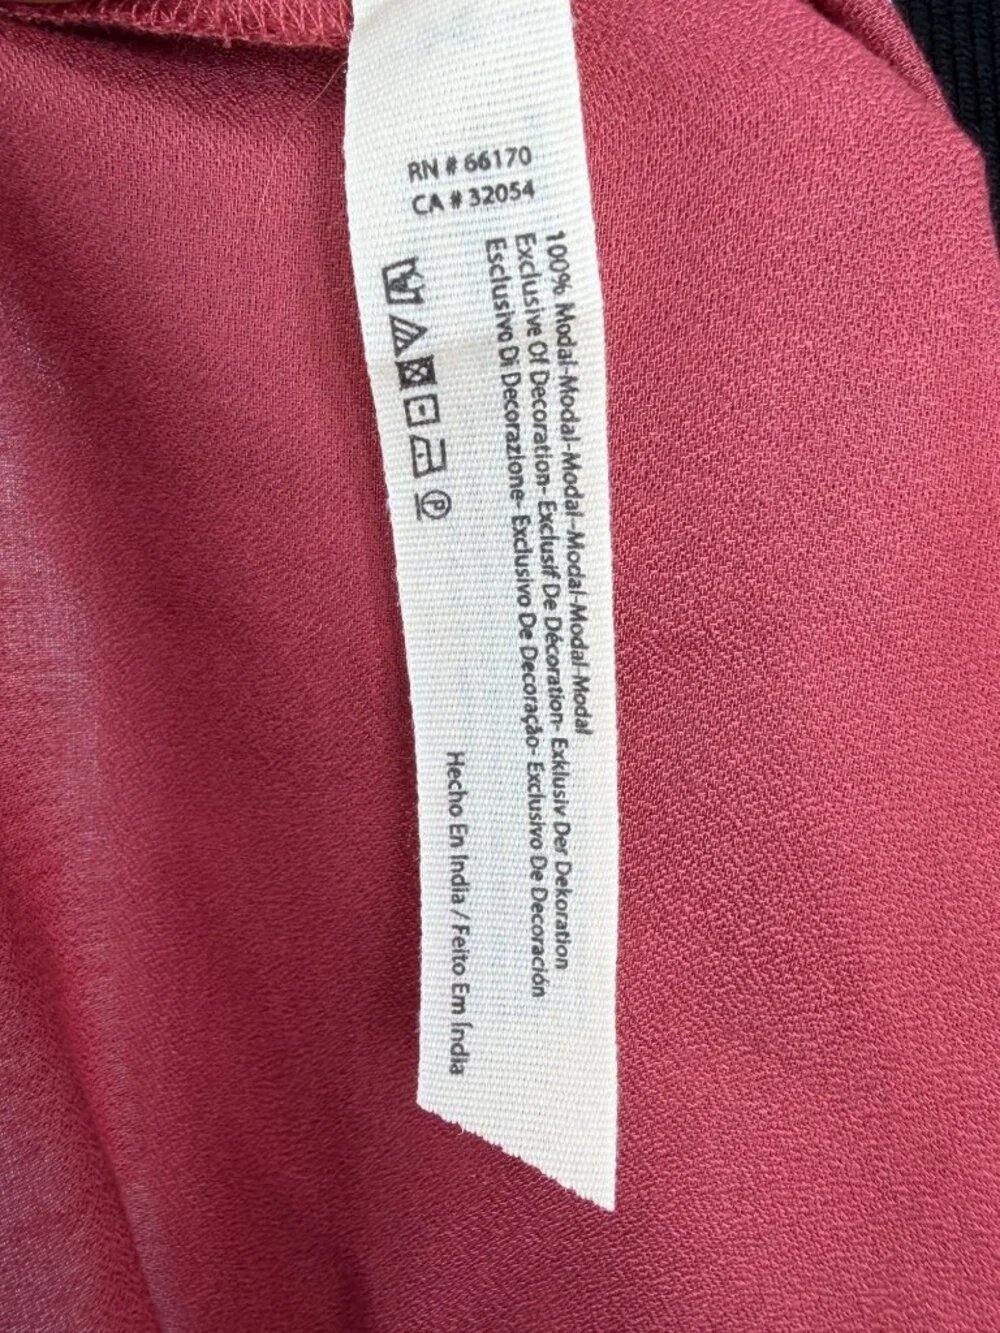 RN # 66170
CA # 32054
100% Modal-Modal-Modal-Modal-Modal-Modal
Exclusive Of Decoration- Exclusif De Décoration- Exklusiv Der Dekoration
Esclusivo Di Decorazione- Exclusivo De Decoração- Exclusivo De Decoración
P
Hecho En India / Feito Em Índia